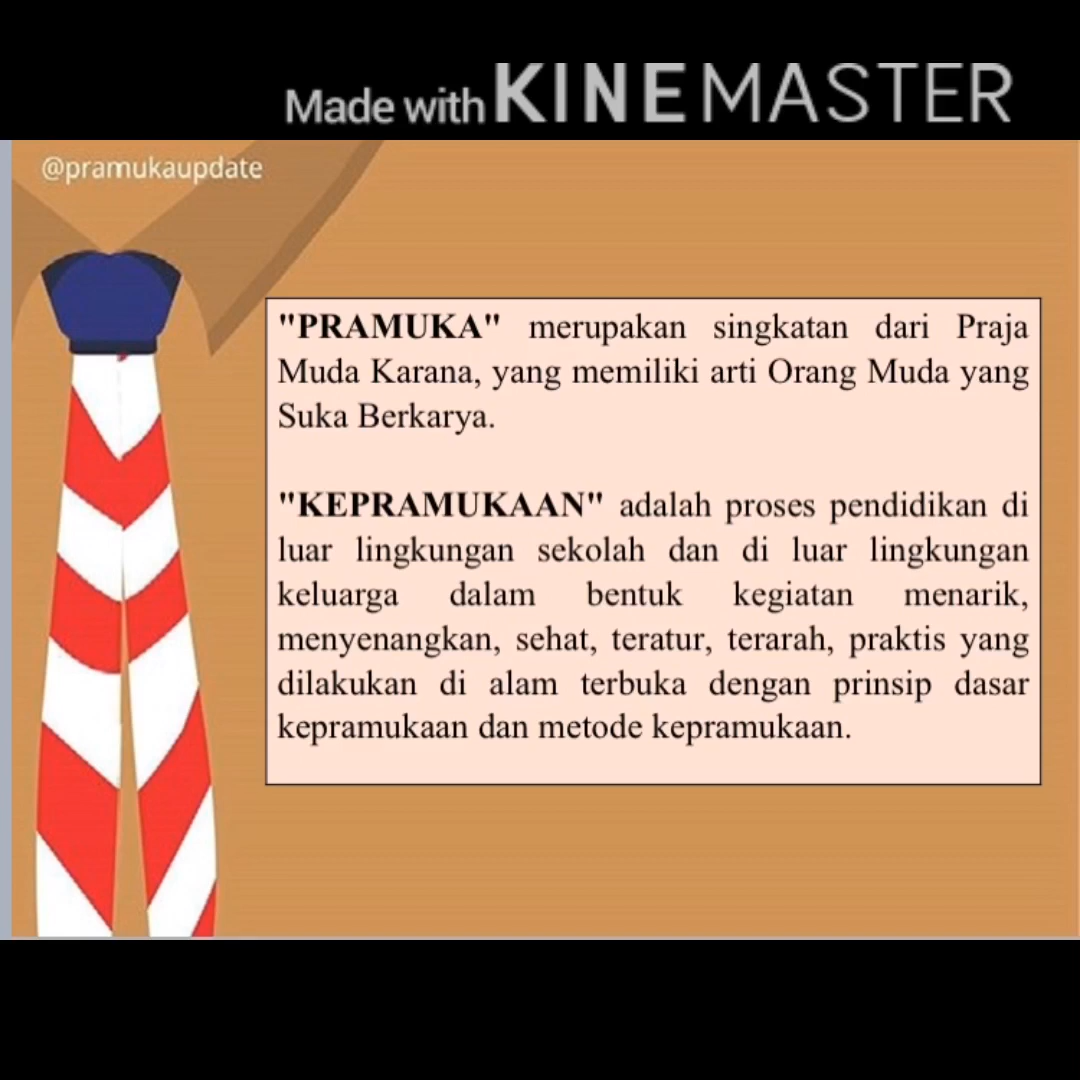 Made with KINEMASTER
@pramukaupdate
"PRAMUKA" merupakan singkatan dari Praja
Muda Karana, yang memiliki arti Orang Muda yang
Suka Berkarya.
"KEPRAMUKAAN" adalah proses pendidikan di
luar lingkungan sekolah dan di luar lingkungan
keluarga dalam bentuk kegiatan menarik,
menyenangkan, sehat, teratur, terarah, praktis yang
dilakukan di alam terbuka dengan prinsip dasar
kepramukaan dan metode kepramukaan.